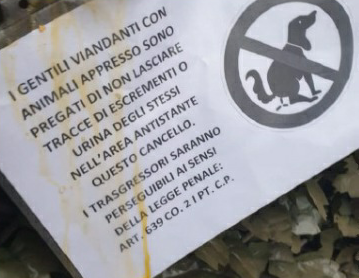 I GENTILI VIANDANTI CON
ANIMALI APPRESSO SONO
PREGATI DI NON LASCIARE
TRACCE DI ESCREMENTI O
URINA DEGLI STESSI
NELL'AREA ANTISTANTE
QUESTO CANCELLO.
I TRASGRESSORI SARANNO
PERSEGUIBILI AI SENSI
DELLA LEGGE PENALE:
ART. 639 CO. 2 I PT. C.P.